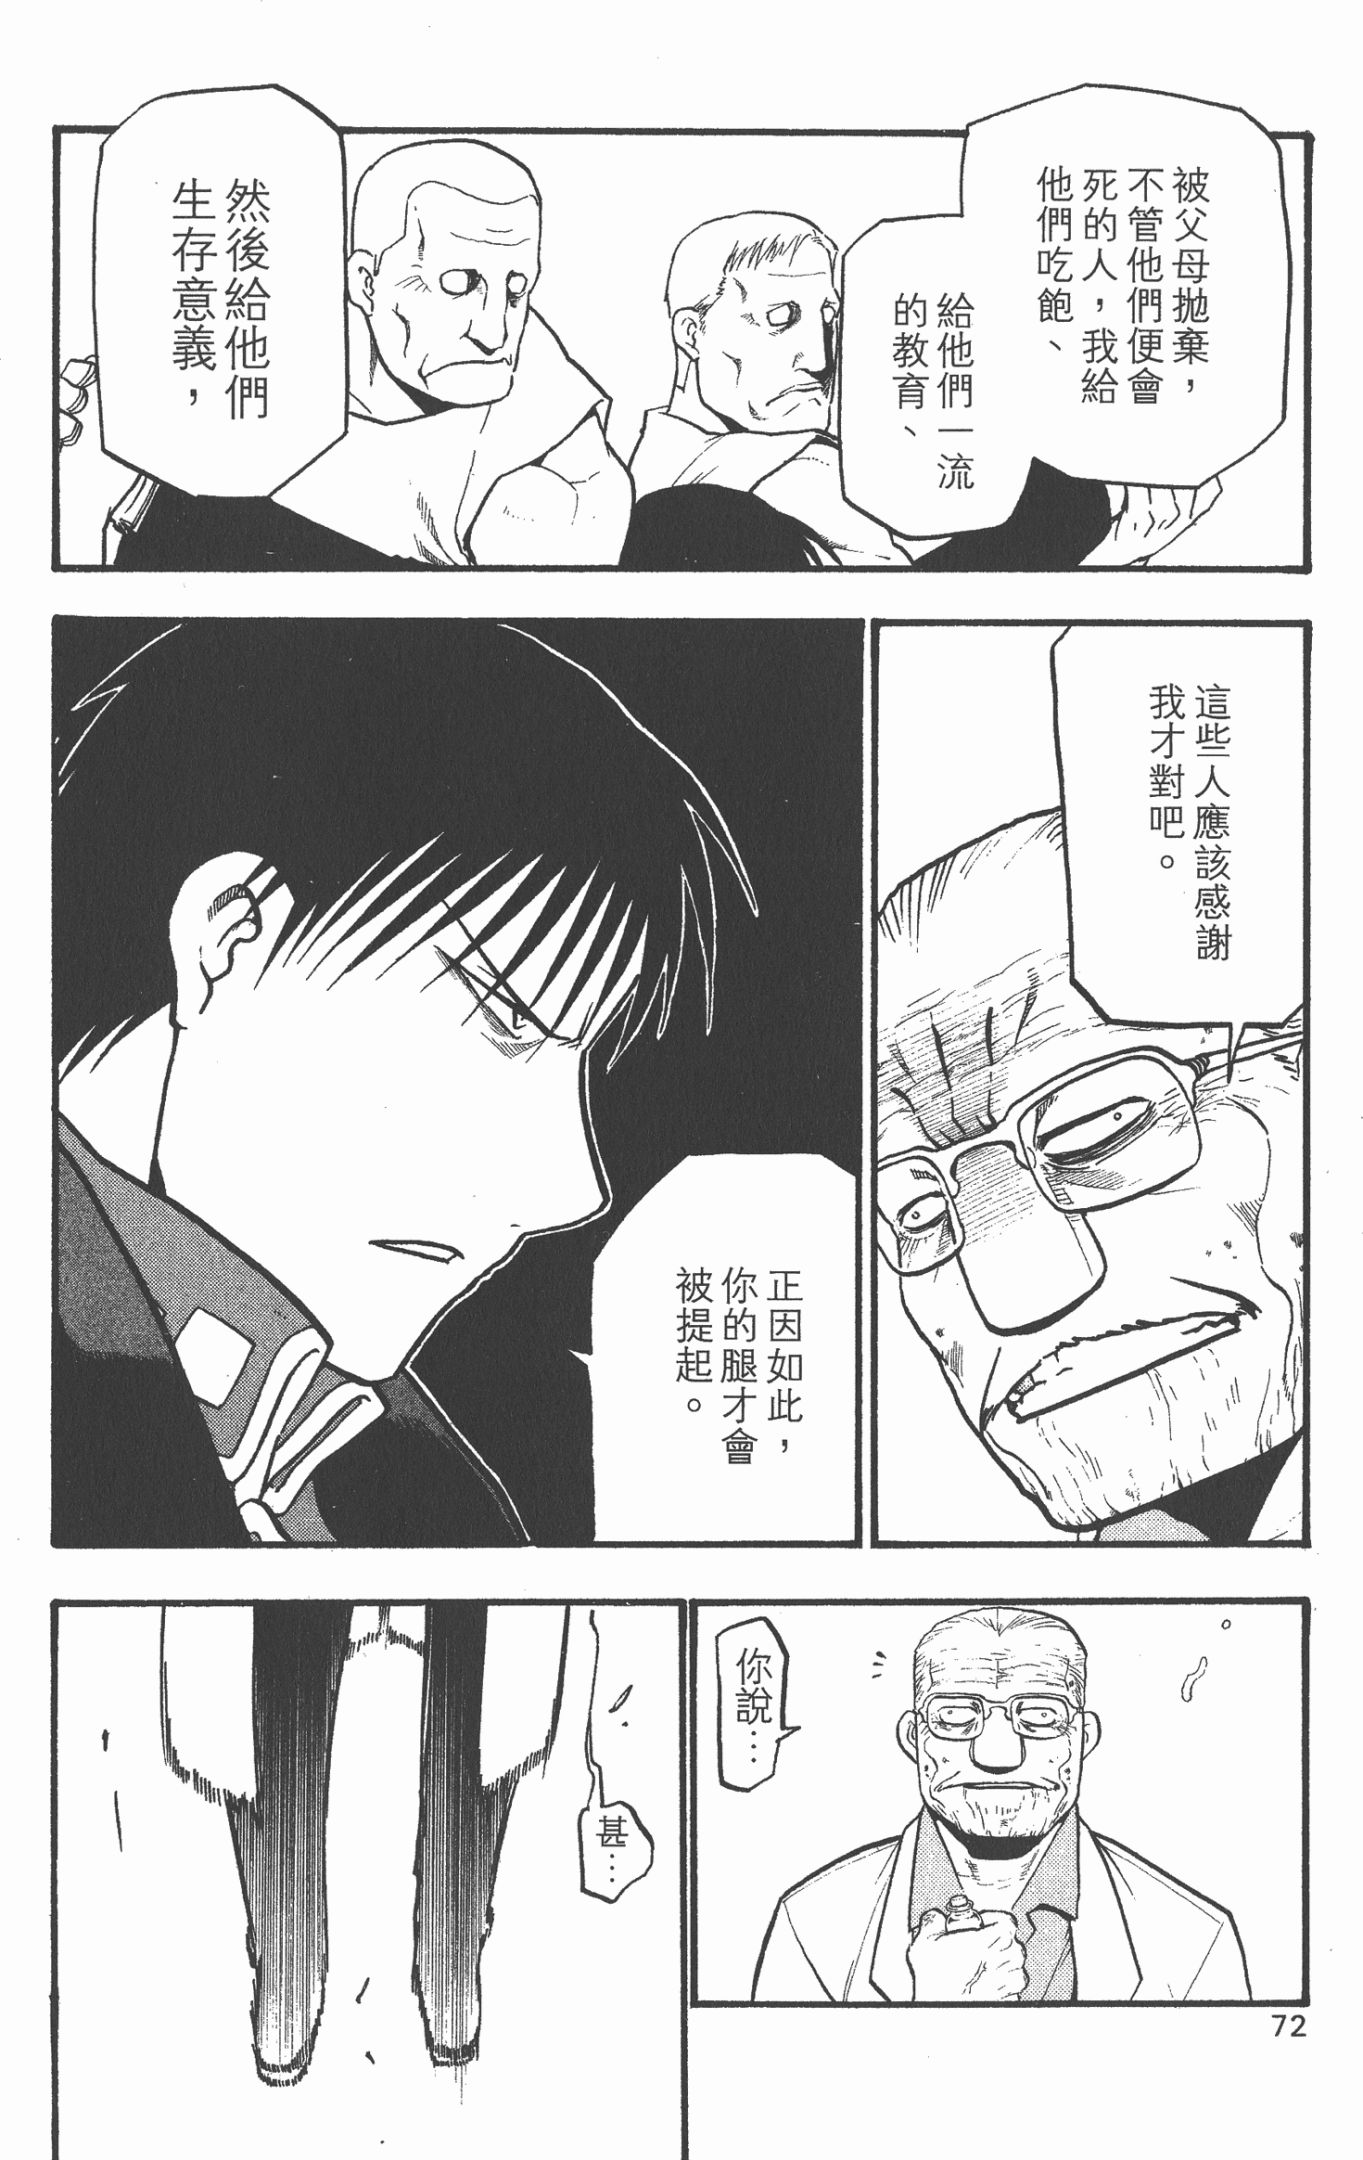 被父母拋棄，
不管他們便會
死的人，我給
他們吃飽、
給他們一流
的教育、
然後給他們
生存意義，
這些人應該感謝
我才對吧。
正因如此，
你的腿才會
被提起。
你說…
甚…
72